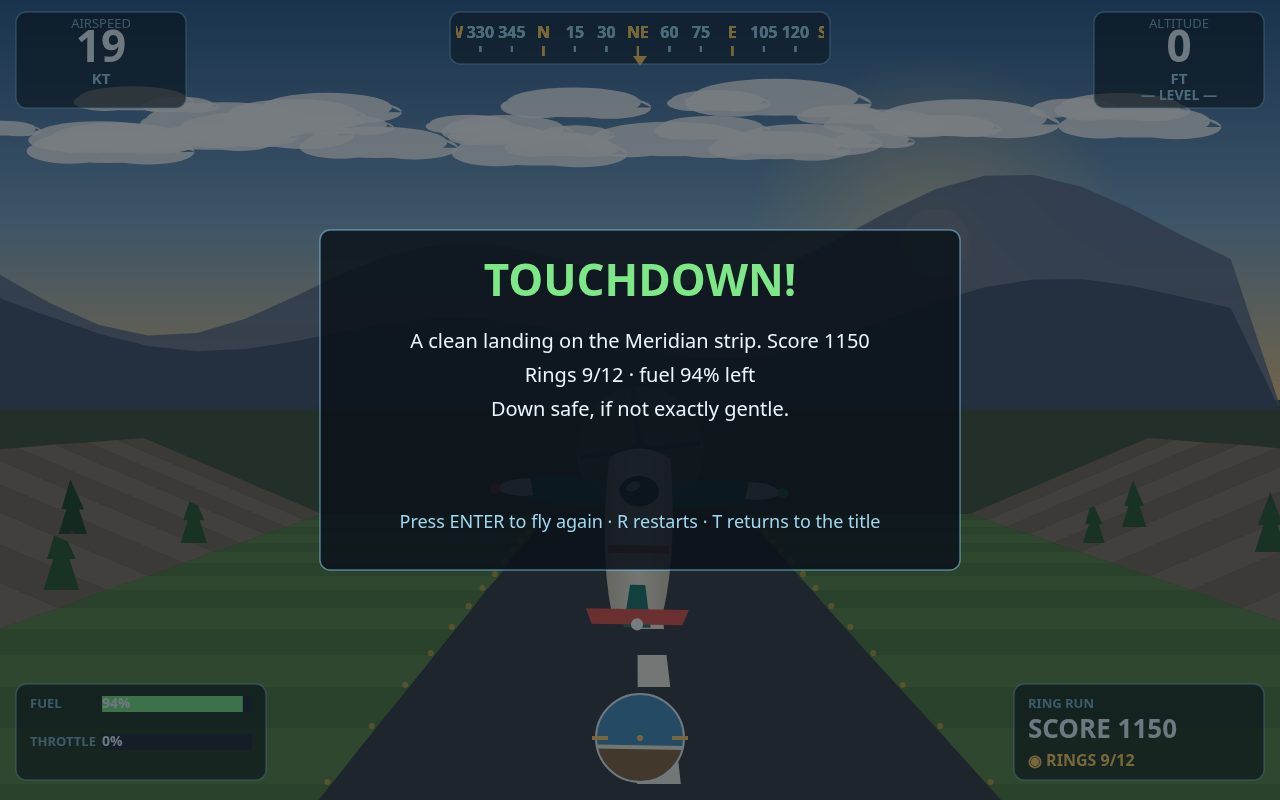 AIRSPEED
19
KT
330 345 N 15 30 NE 60 75 E 105 120
ALTITUDE
0
FT
— LEVEL —
TOUCHDOWN!
A clean landing on the Meridian strip. Score 1150
Rings 9/12 · fuel 94% left
Down safe, if not exactly gentle.
Press ENTER to fly again · R restarts · T returns to the title
FUEL 94%
THROTTLE 0%
RING RUN
SCORE 1150
◉ RINGS 9/12